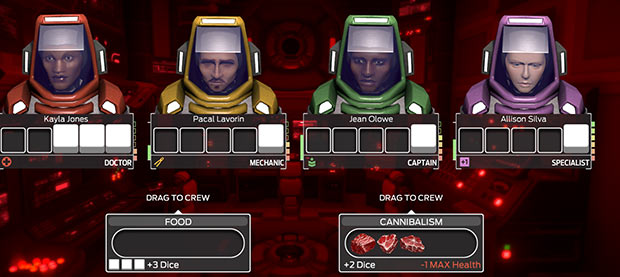 Kayla Jones
Pacal Lavorin
Jean Olowe
Allison Silva
DOCTOR
MECHANIC
CAPTAIN
+1
SPECIALIST
DRAG TO CREW
DRAG TO CREW
FOOD
CANNIBALISM
+3 Dice
+2 Dice
-1 MAX Health